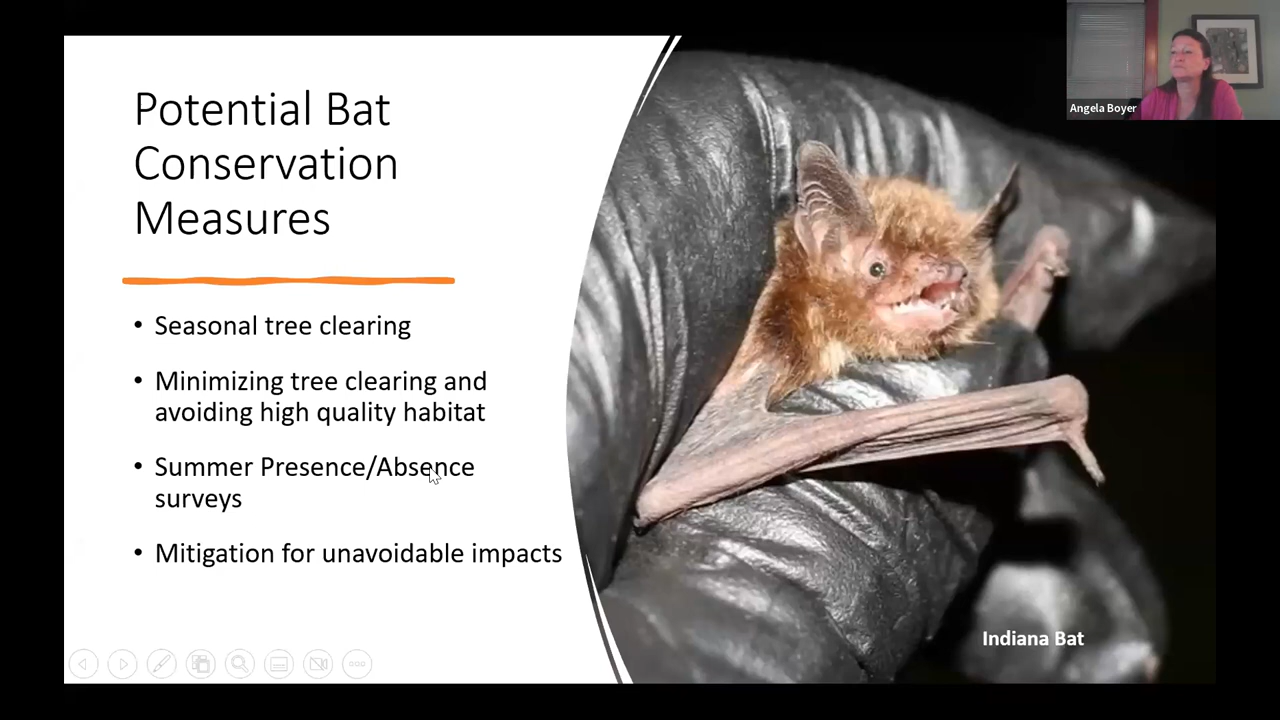 Potential Bat
Conservation
Measures
• Seasonal tree clearing
• Minimizing tree clearing and
avoiding high quality habitat
• Summer Presence/Absence
surveys
• Mitigation for unavoidable impacts
Indiana Bat
Angela Boyer